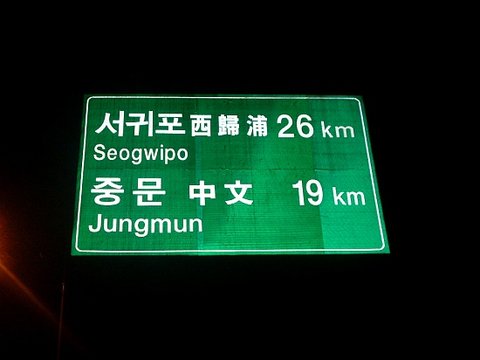 서귀포 西歸浦 26 km
Seogwipo
중문 中文 19 km
Jungmun